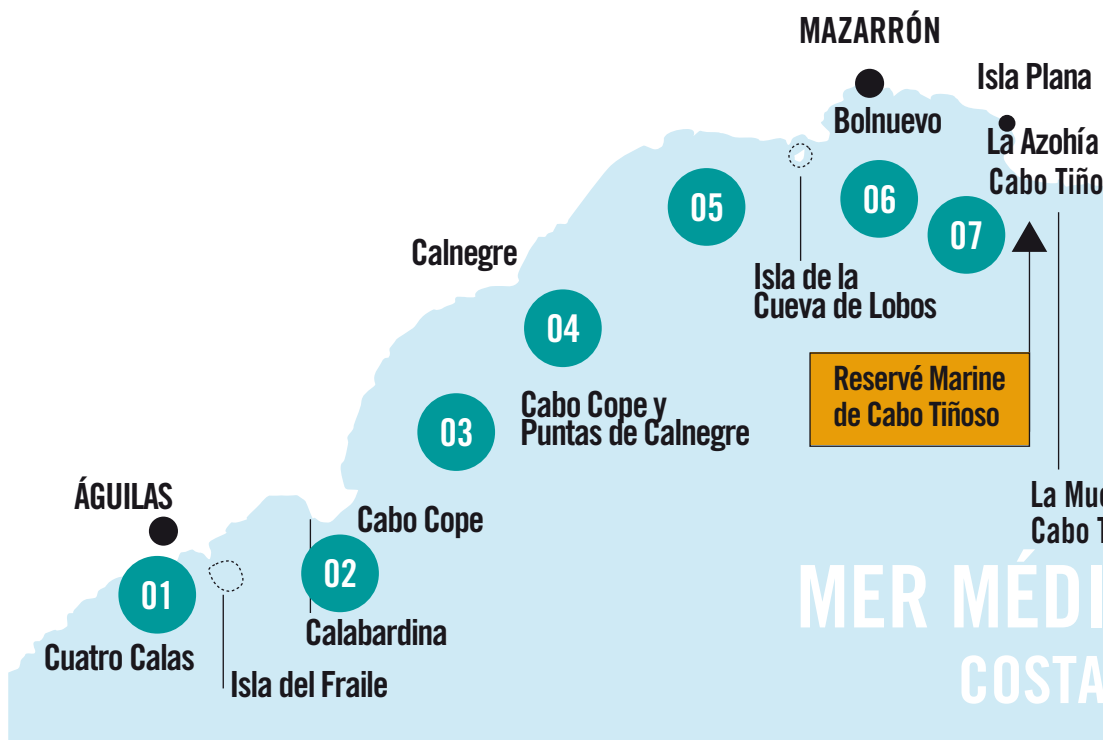 MAZARRÓN
Isla Plana
Bolnuevo
La Azohía
Cabo Tiño
05
06
07
Calnegre
Isla de la
Cueva de Lobos
04
Reservé Marine
de Cabo Tiñoso
Cabo Cope y
Puntas de Calnegre
03
ÁGUILAS
La Mu
Cabo T
Cabo Cope
02
01
Calabardina
Cuatro Calas
Isla del Fraile
MER MÉDI
COSTA